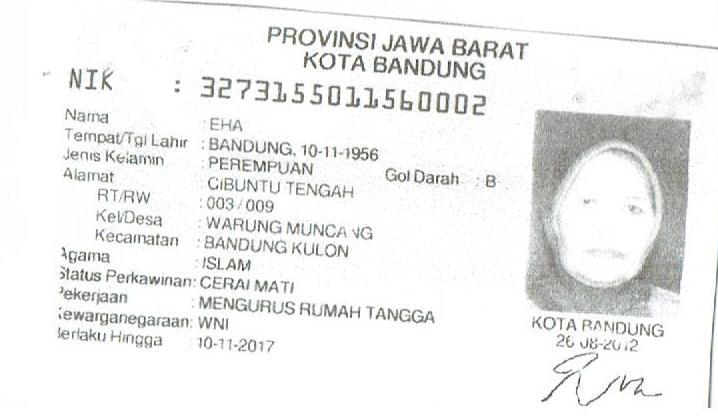 PROVINSI JAWA BARAT
KOTA BANDUNG
NIK : 3273155011560002
Nama : EHA
Tempat/Tgl Lahir : BANDUNG, 10-11-1956
Jenis Kelamin : PEREMPUAN Gol Darah : B
Alamat : CIBUNTU TENGAH
RT/RW : 003/009
Kel/Desa : WARUNG MUNCANG
Kecamatan : BANDUNG KULON
Agama : ISLAM
Status Perkawinan: CERAI MATI
Pekerjaan : MENGURUS RUMAH TANGGA
Kewarganegaraan: WNI
Berlaku Hingga : 10-11-2017
KOTA BANDUNG
26-08-2012